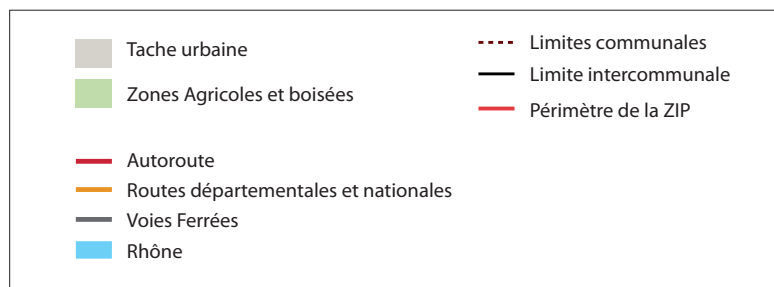 Tache urbaine
Zones Agricoles et boisées
Autoroute
Routes départementales et nationales
Voies Ferrées
Rhône
Limites communales
Limite intercommunale
Périmètre de la ZIP